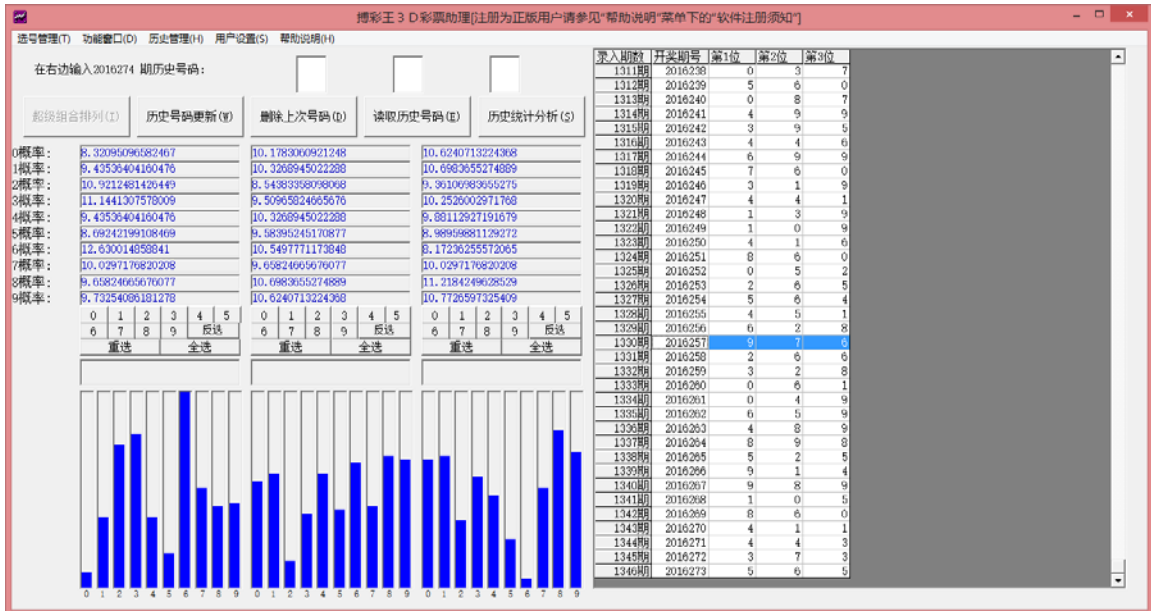 博彩王３Ｄ彩票助理[注册为正版用户请参见"帮助说明"菜单下的"软件注册须知"]
选号管理(T) 功能窗口(D) 历史管理(H) 用户设置(S) 帮助说明(H)
在右边输入2016274 期历史号码:
超级组合排列(I) 历史号码更新(W) 删除上次号码(D) 读取历史号码(E) 历史统计分析(S)
0概率: 8.32095096582467 10.1783060921248 10.6240713224368
1概率: 9.43536404160476 10.3268945022288 10.6983655274889
2概率: 10.9212481426449 8.54383358098068 9.36106983655275
3概率: 11.1441307578009 9.50965824665676 10.2526002971768
4概率: 9.43536404160476 10.3268945022288 9.88112927191679
5概率: 8.69242199108469 9.58395245170877 8.98959881129272
6概率: 12.630014858841 10.5497771173848 8.17236255572065
7概率: 10.0297176820208 9.65824665676077 10.0297176820208
8概率: 9.65824665676077 10.6983655274889 11.2184249628529
9概率: 9.73254086181278 10.6240713224368 10.7726597325409
0 1 2 3 4 5 0 1 2 3 4 5 0 1 2 3 4 5
6 7 8 9 反选 6 7 8 9 反选 6 7 8 9 反选
重选 全选 重选 全选 重选 全选
0 1 2 3 4 5 6 7 8 9 0 1 2 3 4 5 6 7 8 9 0 1 2 3 4 5 6 7 8 9
录入期数 开奖期号 第1位 第2位 第3位
1311期 2016238 0 3 7
1312期 2016239 5 6 0
1313期 2016240 0 8 7
1314期 2016241 4 9 9
1315期 2016242 3 9 5
1316期 2016243 4 4 6
1317期 2016244 6 9 9
1318期 2016245 7 6 0
1319期 2016246 3 1 9
1320期 2016247 4 4 1
1321期 2016248 1 3 9
1322期 2016249 1 0 9
1323期 2016250 4 1 6
1324期 2016251 8 6 0
1325期 2016252 0 5 2
1326期 2016253 2 6 5
1327期 2016254 5 6 4
1328期 2016255 4 5 1
1329期 2016256 6 2 8
1330期 2016257 9 7 6
1331期 2016258 2 6 6
1332期 2016259 3 2 8
1333期 2016260 0 6 1
1334期 2016261 0 4 9
1335期 2016262 6 5 9
1336期 2016263 4 8 9
1337期 2016264 8 9 8
1338期 2016265 5 2 5
1339期 2016266 9 1 4
1340期 2016267 9 8 9
1341期 2016268 1 0 5
1342期 2016269 8 6 0
1343期 2016270 4 1 1
1344期 2016271 4 4 3
1345期 2016272 3 7 3
1346期 2016273 5 6 5